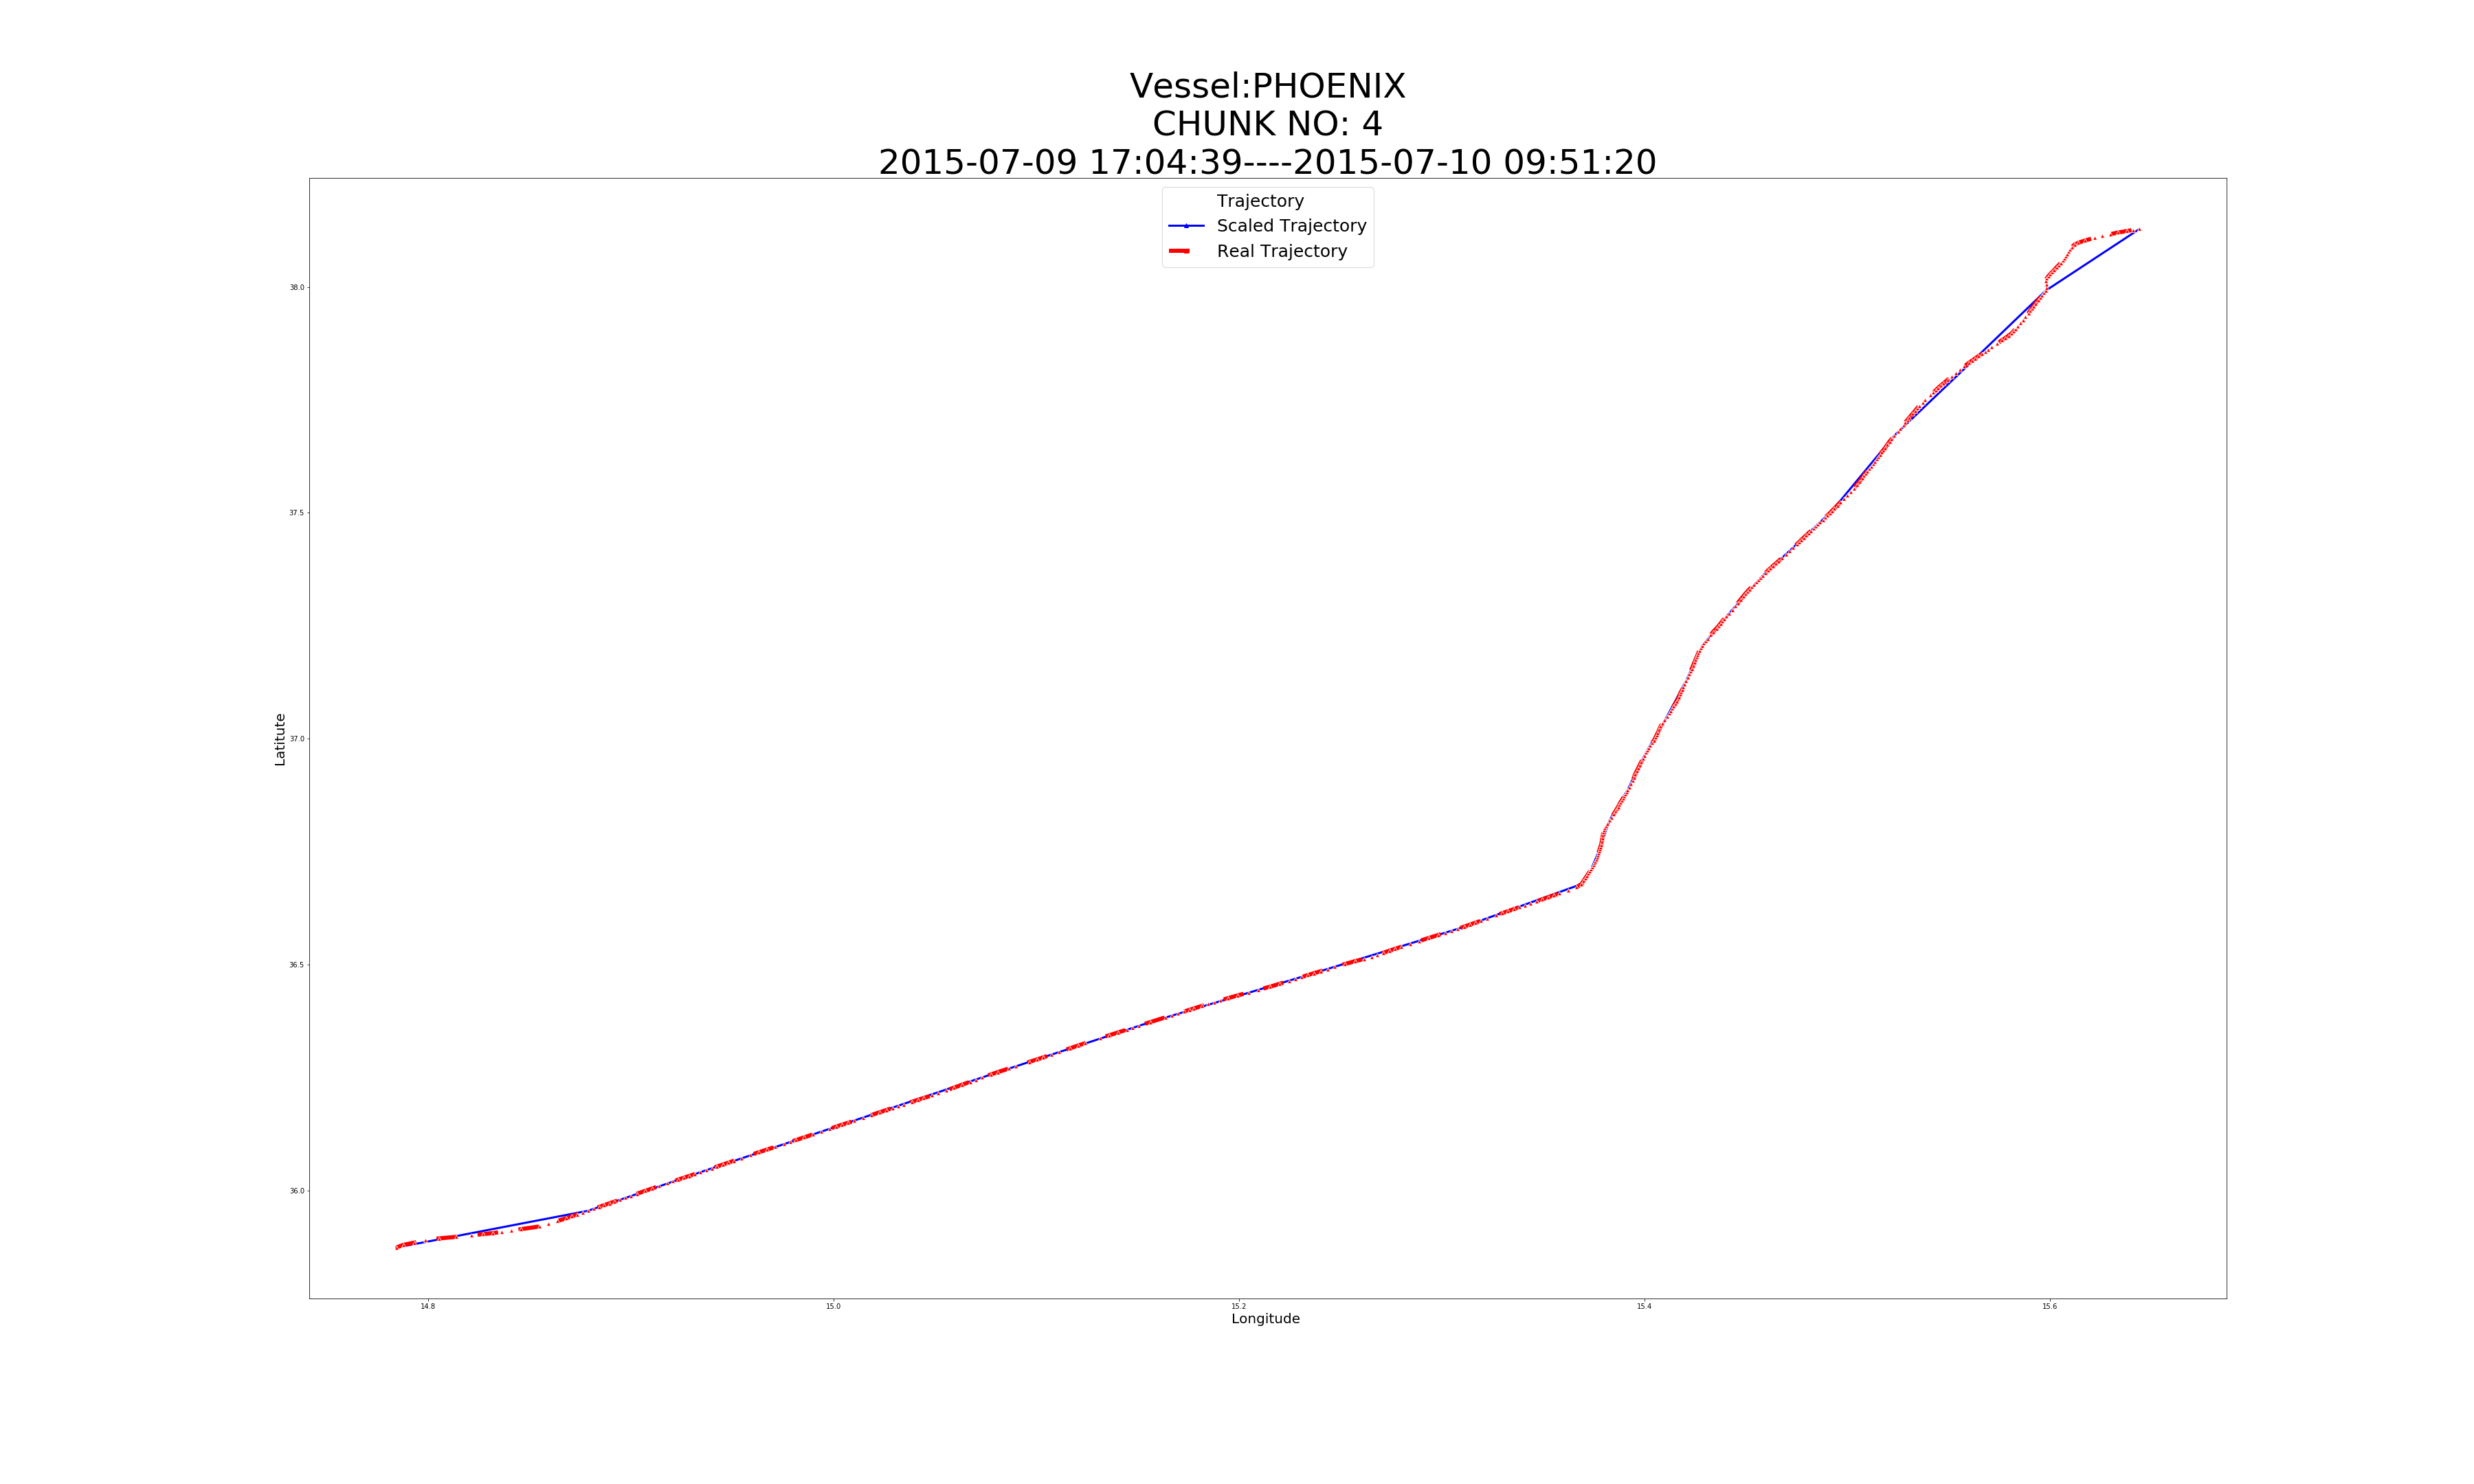 Vessel:PHOENIX
CHUNK NO: 4
2015-07-09 17:04:39----2015-07-10 09:51:20
Trajectory
Scaled Trajectory
Real Trajectory
38.0
37.5
37.0
36.5
36.0
Latitute
14.8
15.0
15.2
15.4
15.6
Longitude